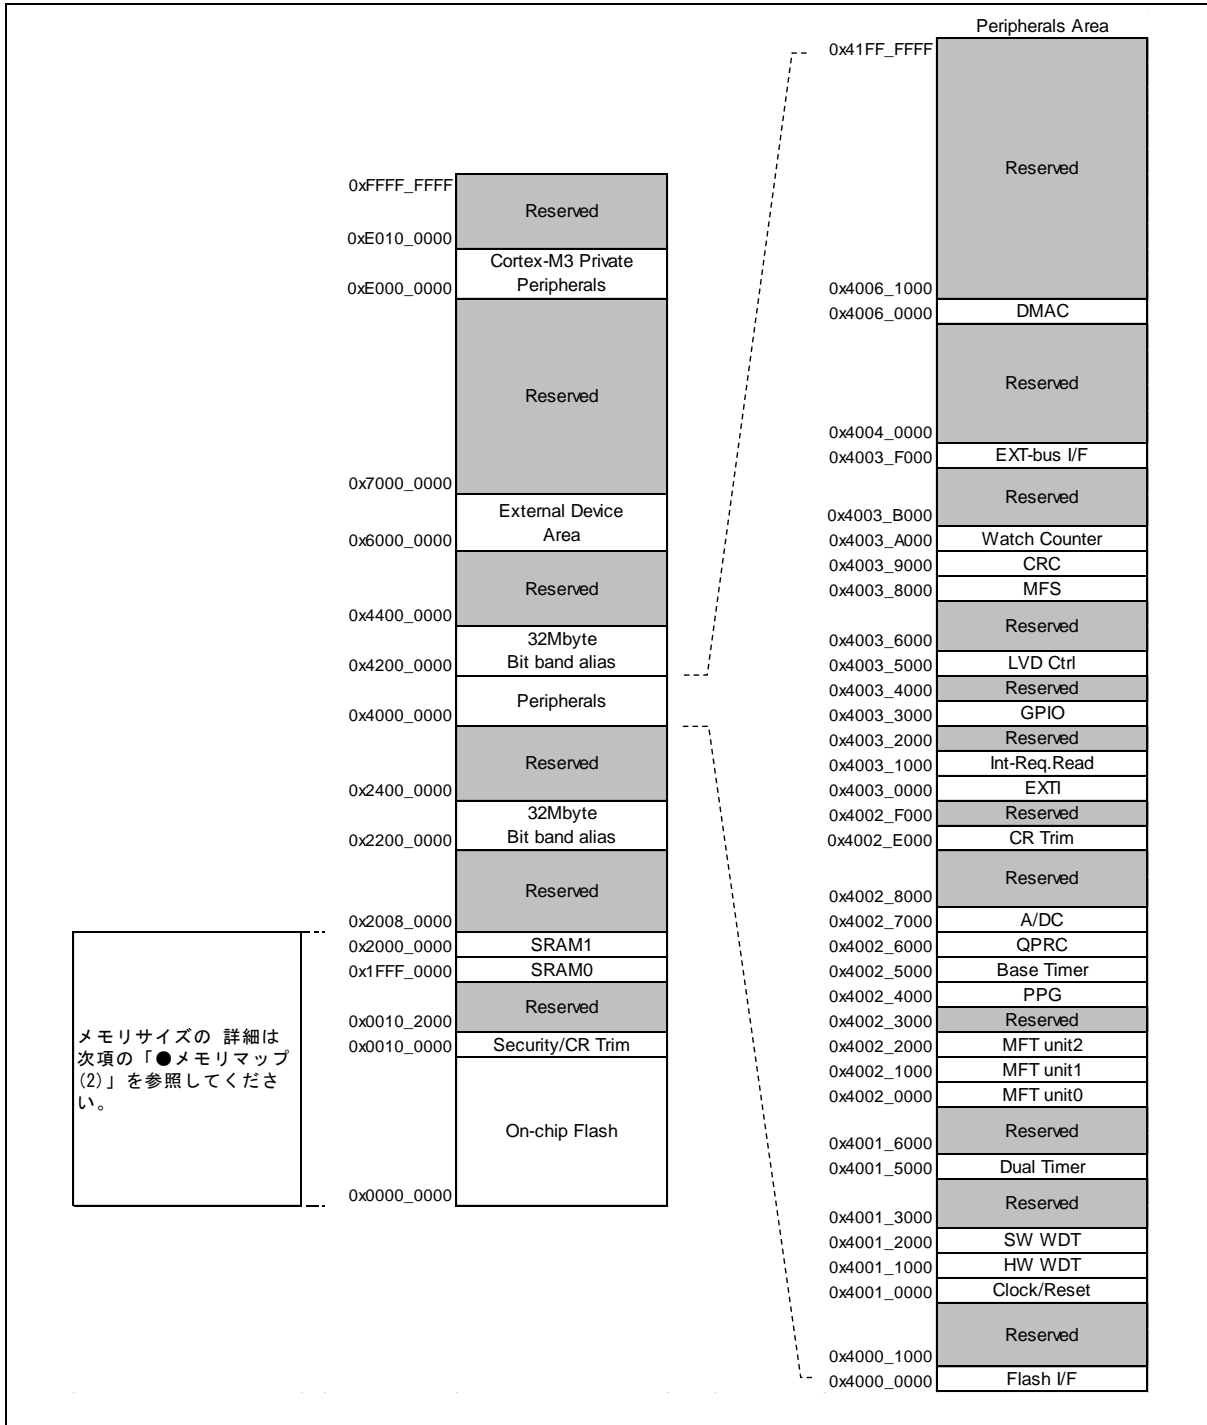 Peripherals Area
0x41FF_FFFF
Reserved
0x4006_1000
0x4006_0000
DMAC
Reserved
0x4004_0000
0x4003_F000
EXT-bus I/F
Reserved
0x4003_B000
0x4003_A000
Watch Counter
0x4003_9000
CRC
0x4003_8000
MFS
Reserved
0x4003_6000
0x4003_5000
LVD Ctrl
0x4003_4000
Reserved
0x4003_3000
GPIO
0x4003_2000
Reserved
0x4003_1000
Int-Req.Read
0x4003_0000
EXTI
0x4002_F000
Reserved
0x4002_E000
CR Trim
Reserved
0x4002_8000
0x4002_7000
A/DC
0x4002_6000
QPRC
0x4002_5000
Base Timer
0x4002_4000
PPG
0x4002_3000
Reserved
0x4002_2000
MFT unit2
0x4002_1000
MFT unit1
0x4002_0000
MFT unit0
Reserved
0x4001_6000
0x4001_5000
Dual Timer
Reserved
0x4001_3000
0x4001_2000
SW WDT
0x4001_1000
HW WDT
0x4001_0000
Clock/Reset
Reserved
0x4000_1000
0x4000_0000
Flash I/F
0xFFFF_FFFF
Reserved
0xE010_0000
Cortex-M3 Private
Peripherals
0xE000_0000
Reserved
0x7000_0000
External Device
Area
0x6000_0000
Reserved
0x4400_0000
32Mbyte
Bit band alias
0x4200_0000
Peripherals
0x4000_0000
Reserved
0x2400_0000
32Mbyte
Bit band alias
0x2200_0000
Reserved
0x2008_0000
0x2000_0000
SRAM1
0x1FFF_0000
SRAM0
Reserved
0x0010_2000
0x0010_0000
Security/CR Trim
On-chip Flash
0x0000_0000
メモリサイズの 詳細は
次項の「●メモリマップ
(2)」を参照してくださ
い。